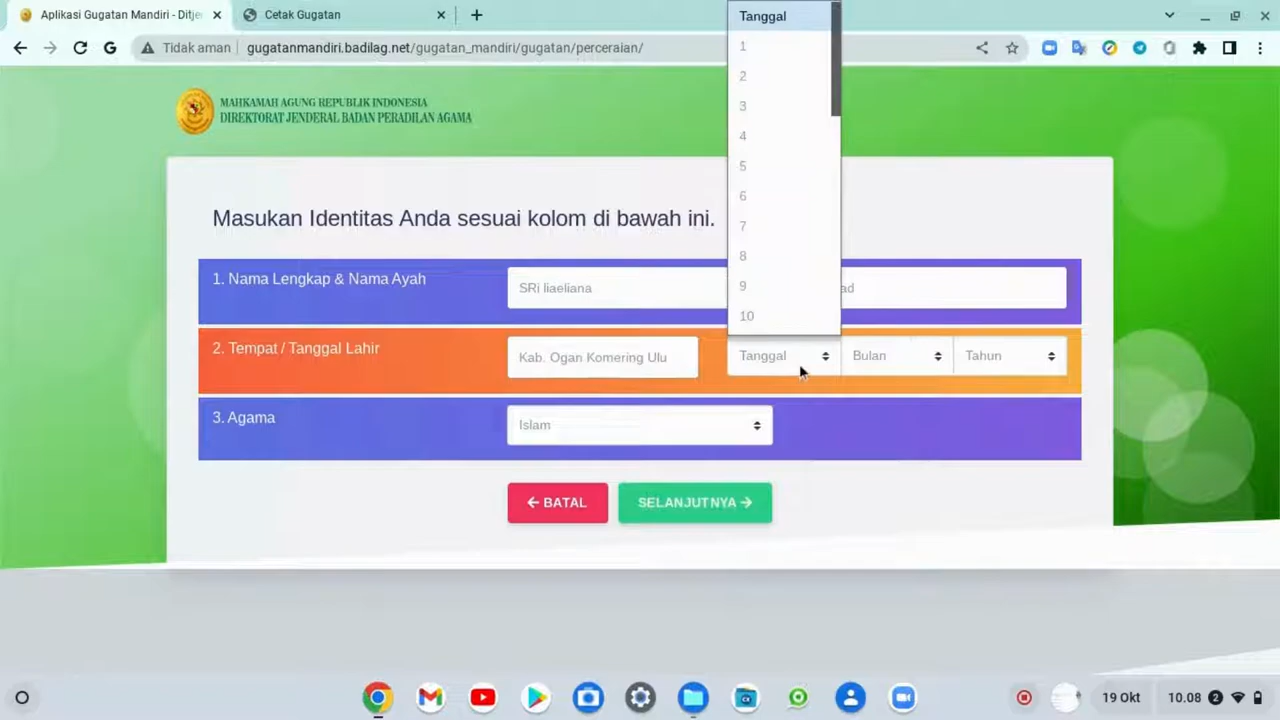 Aplikasi Gugatan Mandiri - Ditje
Cetak Gugatan
Tidak aman
gugatanmandiri.badilag.net/gugatan_mandiri/gugatan/perceraian/
MAHKAMAH AGUNG REPUBLIK INDONESIA
DIREKTORAT JENDERAL BADAN PERADILAN AGAMA
Tanggal
1
2
3
4
5
6
7
8
9
10
Masukan Identitas Anda sesuai kolom di bawah ini.
1. Nama Lengkap & Nama Ayah
SRi liaeliana
ad
2. Tempat / Tanggal Lahir
Kab. Ogan Komering Ulu
Tanggal
Bulan
Tahun
3. Agama
Islam
BATAL
SELANJUTNYA
19 Okt
10.08
2